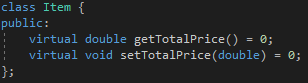 class Item {
public:
    virtual double getTotalPrice() = 0;
    virtual void setTotalPrice(double) = 0;
};